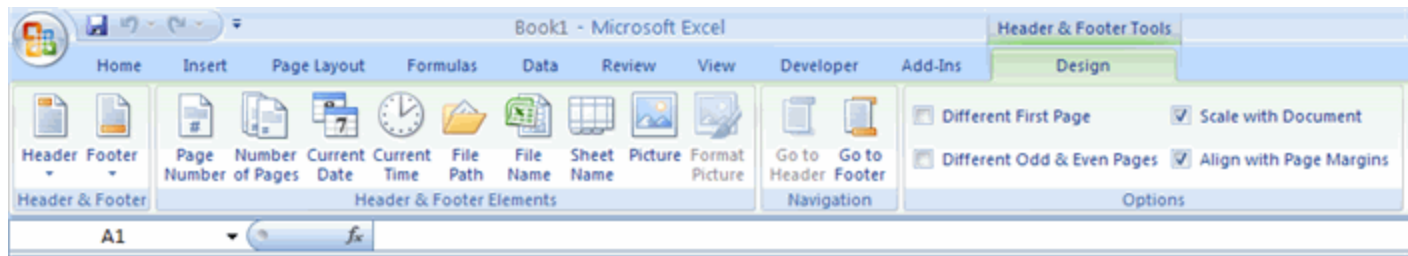 Book1 - Microsoft Excel
Header & Footer Tools
Home Insert Page Layout Formulas Data Review View Developer Add-Ins Design
Different First Page Scale with Document
Header Footer Page Number Current Current File File Sheet Picture Format Go to Go to
Different Odd & Even Pages Align with Page Margins
Number of Pages Date Time Path Name Name Picture Header Footer
Header & Footer Header & Footer Elements Navigation Options
A1 fx